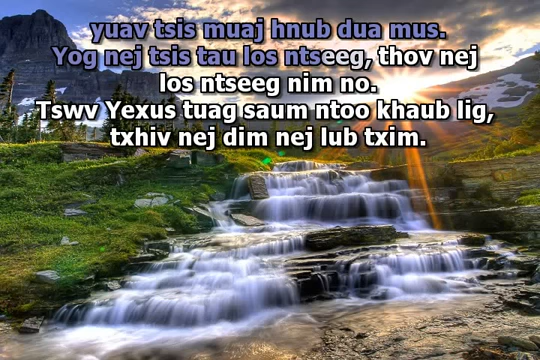 yuav tsis muaj hnub dua mus.
Yog nej tsis tau los ntseeg, thov nej
los ntseeg nim no.
Tswv Yexus tuag saum ntoo khaub lig,
txhiv nej dim nej lub txim.